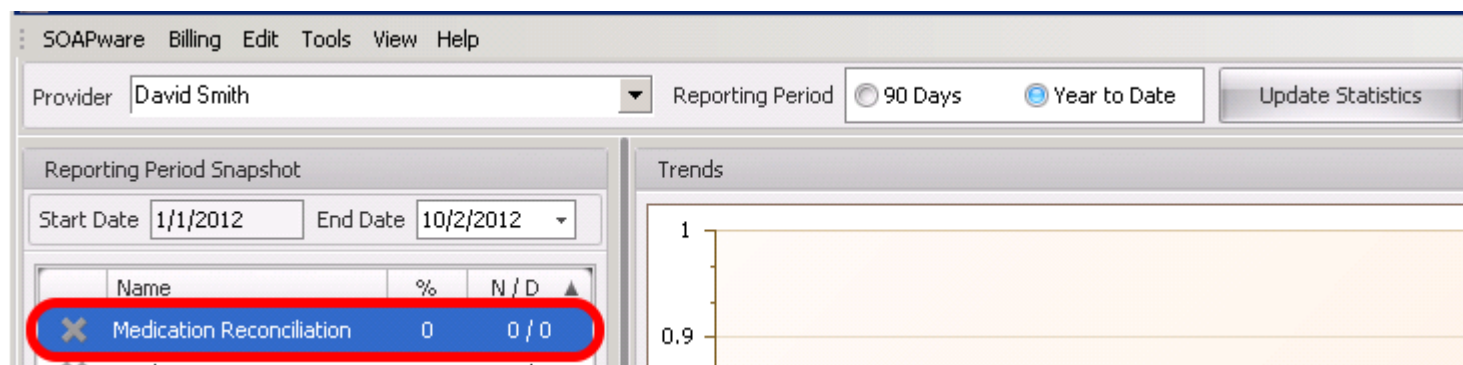 SOAPware Billing Edit Tools View Help
Provider David Smith Reporting Period 90 Days Year to Date Update Statistics
Reporting Period Snapshot
Start Date 1/1/2012 End Date 10/2/2012
Name % N / D
Medication Reconciliation 0 0 / 0
Trends
1
0.9